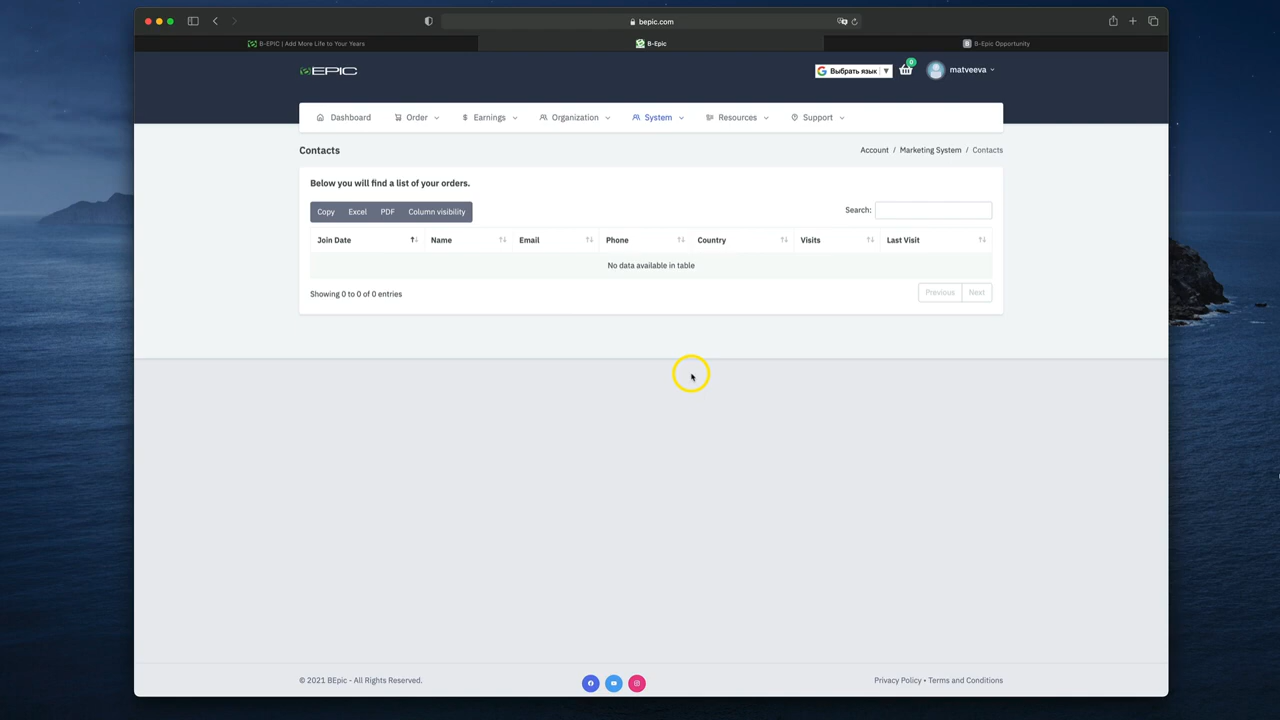 bepic.com
B-EPIC | Add More Life to Your Years
B-Epic
B-Epic Opportunity
EPIC
Выбрать язык ▼
0
matveeva
Dashboard
Order
Earnings
Organization
System
Resources
Support
Contacts
Account / Marketing System / Contacts
Below you will find a list of your orders.
Copy Excel PDF Column visibility
Search:
Join Date Name Email Phone Country Visits Last Visit
No data available in table
Showing 0 to 0 of 0 entries
Previous Next
© 2021 BEpic - All Rights Reserved.
Privacy Policy • Terms and Conditions